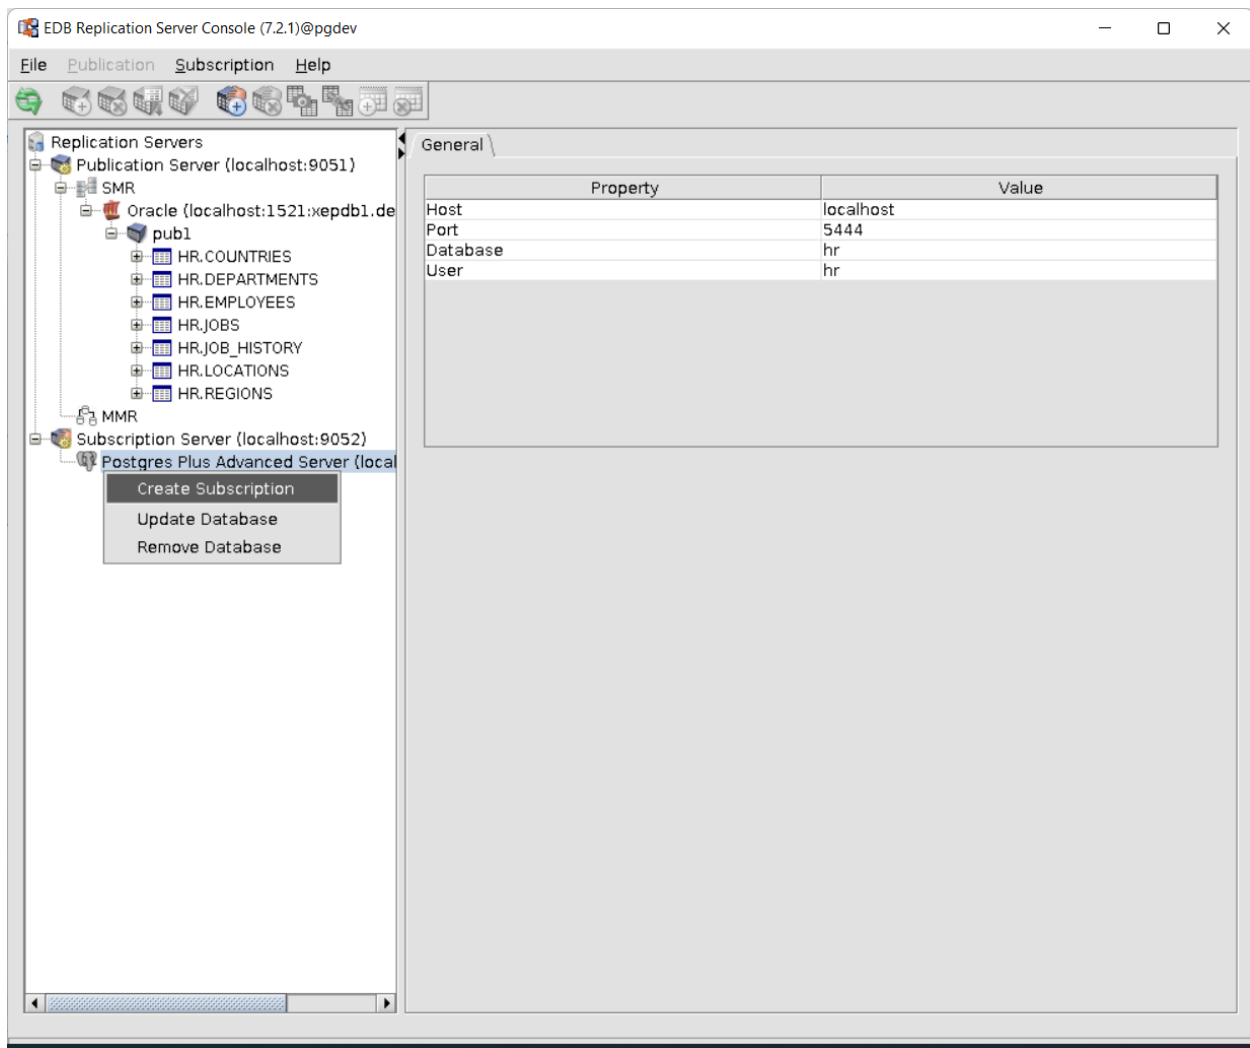 EDB Replication Server Console (7.2.1)@pgdev
File Publication Subscription Help
Replication Servers
Publication Server (localhost:9051)
SMR
Oracle (localhost:1521:xepdb1.de
pub1
HR.COUNTRIES
HR.DEPARTMENTS
HR.EMPLOYEES
HR.JOBS
HR.JOB_HISTORY
HR.LOCATIONS
HR.REGIONS
MMR
Subscription Server (localhost:9052)
Postgres Plus Advanced Server (local
Create Subscription
Update Database
Remove Database
General
Property Value
Host localhost
Port 5444
Database hr
User hr